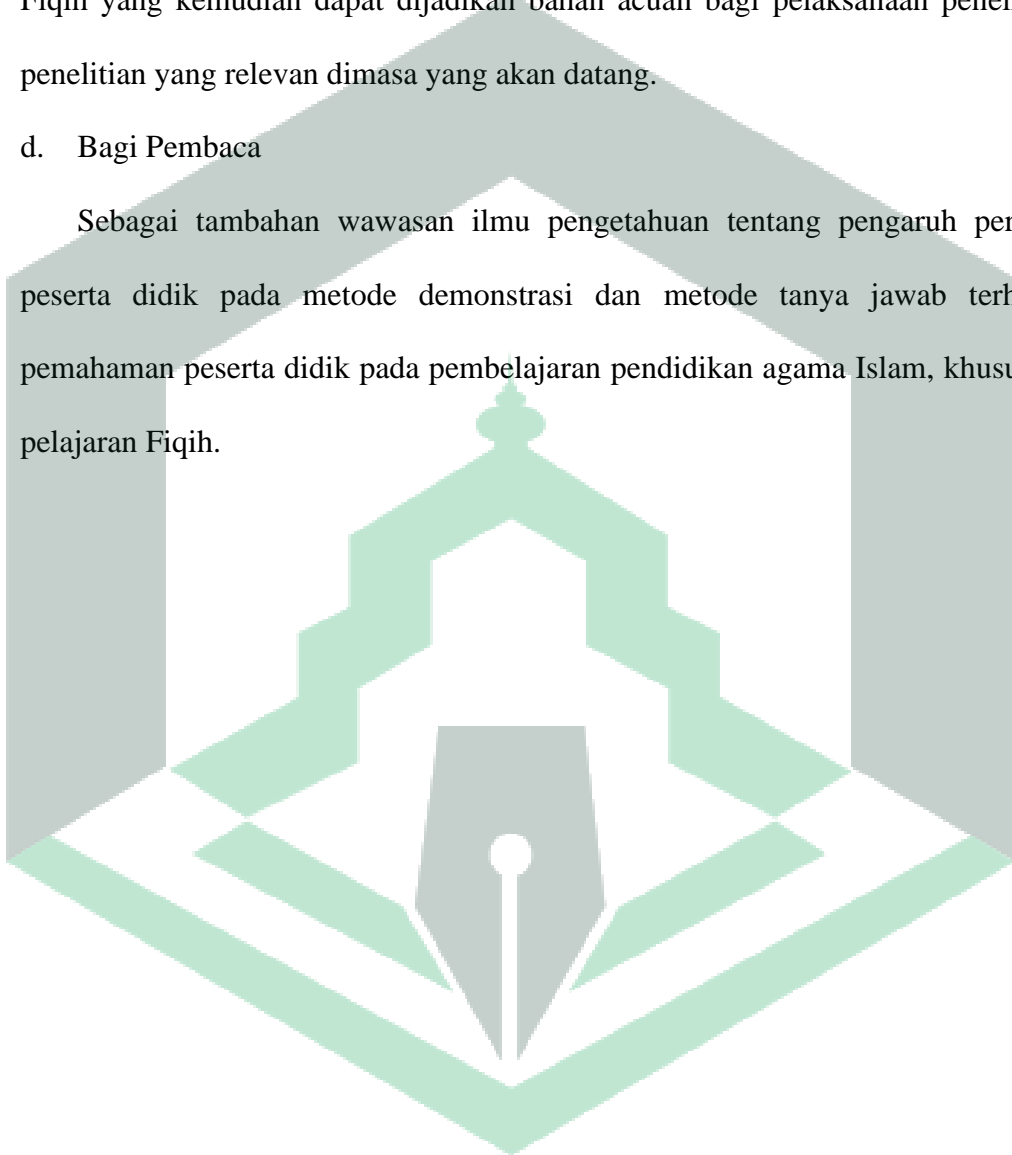 Fiqih yang kemudian dapat dijadikan bahan acuan bagi pelaksanaan
penelitian yang relevan dimasa yang akan datang.
d. Bagi Pembaca
Sebagai tambahan wawasan ilmu pengetahuan tentang pengaruh
peserta didik pada metode demonstrasi dan metode tanya jawab
pemahaman peserta didik pada pembelajaran pendidikan agama Islam,
pelajaran Fiqih.